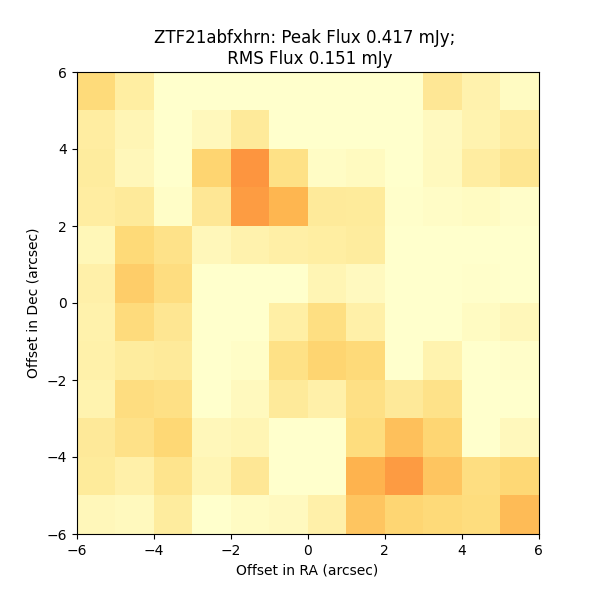 ZTF21abfxhrn: Peak Flux 0.417 mJy;
RMS Flux 0.151 mJy
6
4
2
0
−2
−4
−6
Offset in Dec (arcsec)
−6 −4 −2 0 2 4 6
Offset in RA (arcsec)